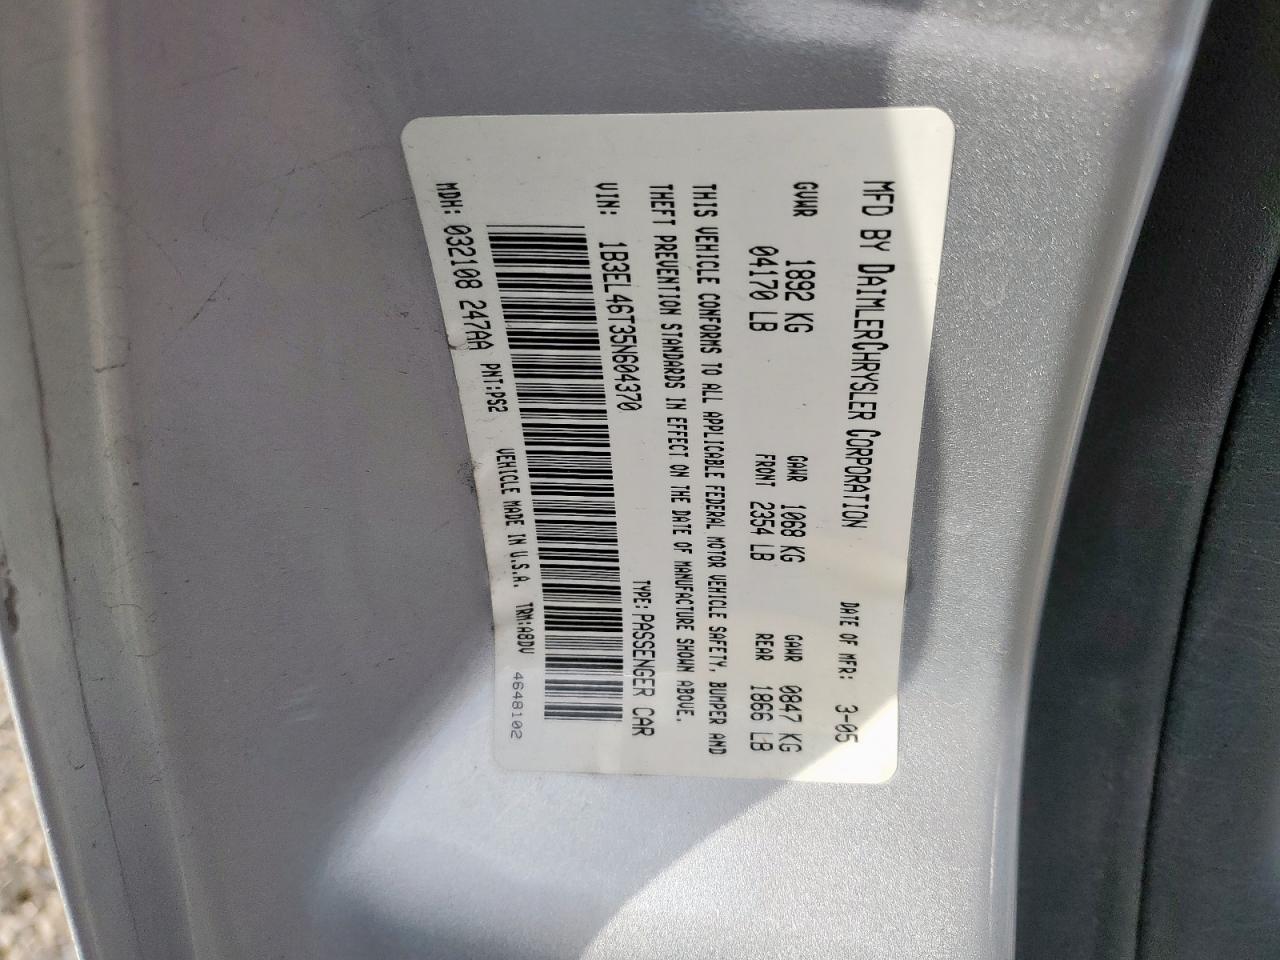 MFD BY DAIMLERCHRYSLER CORPORATION DATE OF MFR: 3-05
GVWR 1892 KG GAWR 1068 KG GAWR 0847 KG
04170 LB FRONT 2354 LB REAR 1866 LB
THIS VEHICLE CONFORMS TO ALL APPLICABLE FEDERAL MOTOR VEHICLE SAFETY, BUMPER AND
THEFT PREVENTION STANDARDS IN EFFECT ON THE DATE OF MANUFACTURE SHOWN ABOVE.
VIN: 1B3EL46T35N604370 TYPE: PASSENGER CAR
MDH: 032108 247AA PNT:PS2 VEHICLE MADE IN U.S.A. TRM:A8DV 4648102